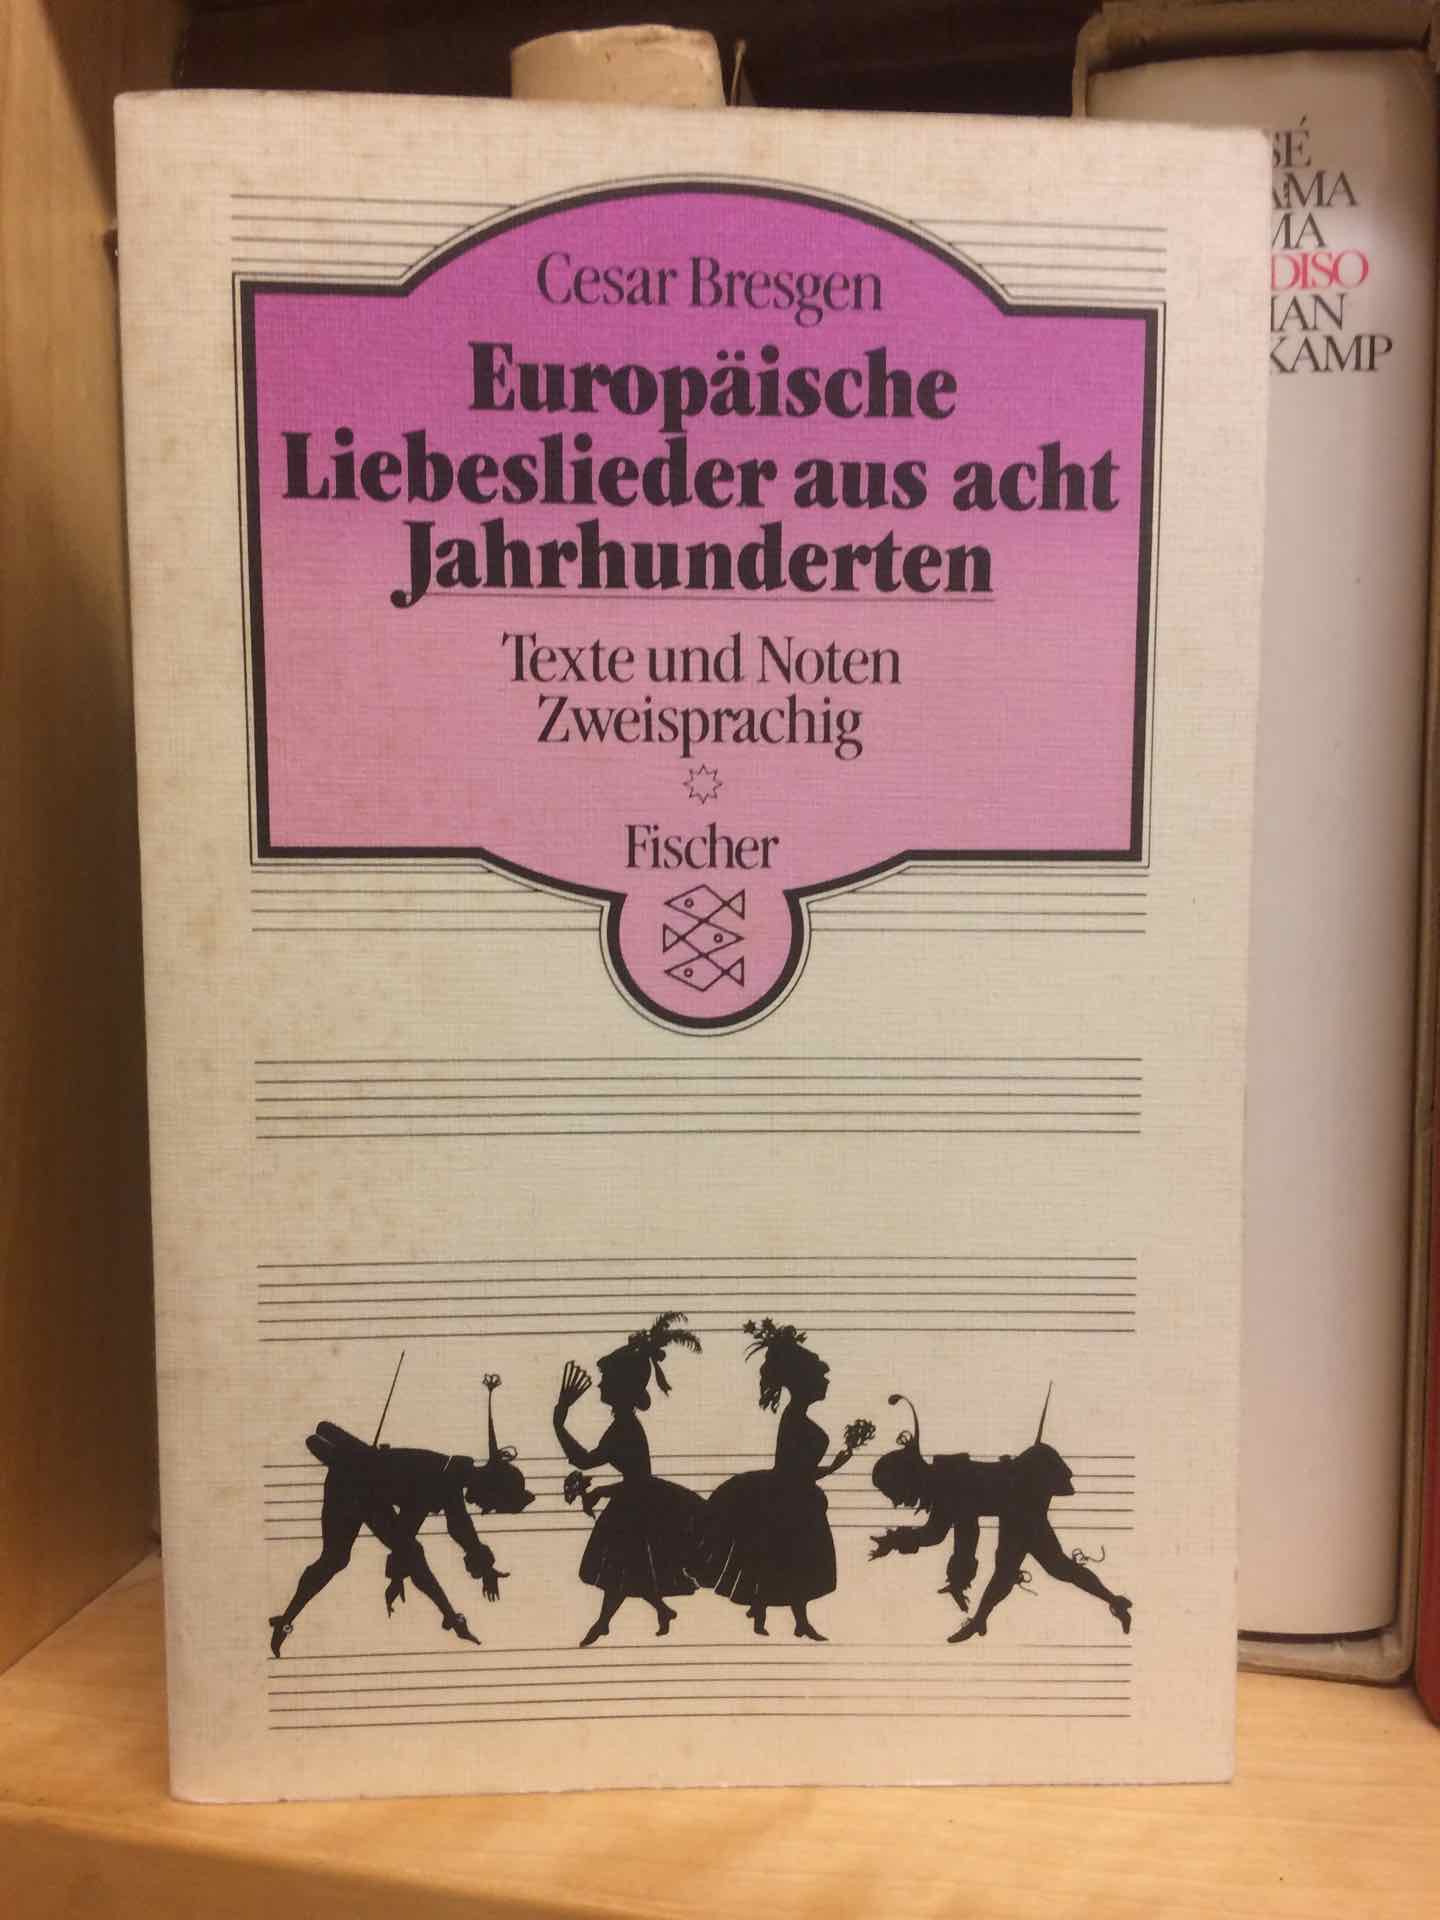 Cesar Bresgen
Europäische
Liebeslieder aus acht
Jahrhunderten
Texte und Noten
Zweisprachig
Fischer